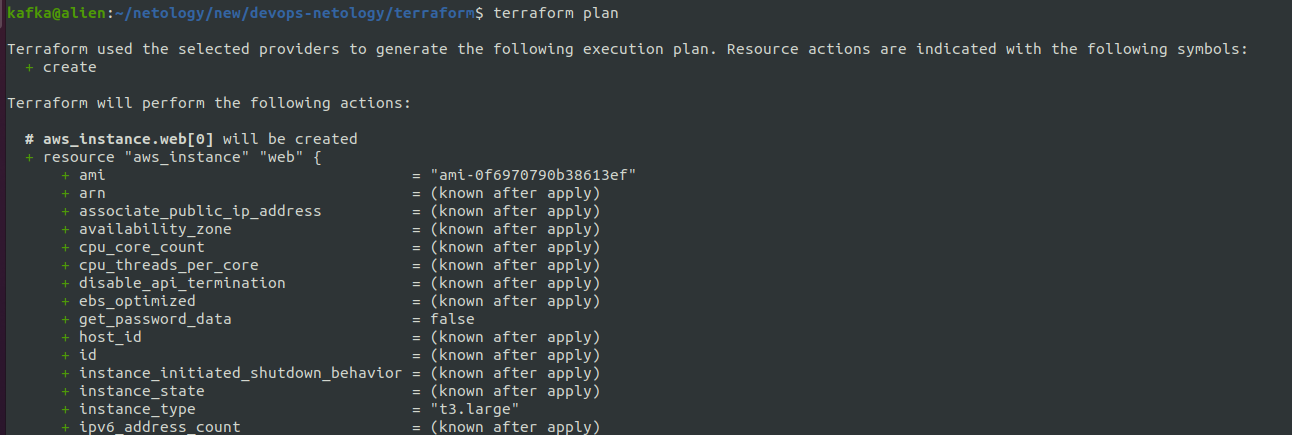 kafka@alien:~/netology/new/devops-netology/terraform$ terraform plan
Terraform used the selected providers to generate the following execution plan. Resource actions are indicated with the following symbols:
+ create
Terraform will perform the following actions:
# aws_instance.web[0] will be created
+ resource "aws_instance" "web" {
+ ami = "ami-0f6970790b38613ef"
+ arn = (known after apply)
+ associate_public_ip_address = (known after apply)
+ availability_zone = (known after apply)
+ cpu_core_count = (known after apply)
+ cpu_threads_per_core = (known after apply)
+ disable_api_termination = (known after apply)
+ ebs_optimized = (known after apply)
+ get_password_data = false
+ host_id = (known after apply)
+ id = (known after apply)
+ instance_initiated_shutdown_behavior = (known after apply)
+ instance_state = (known after apply)
+ instance_type = "t3.large"
+ ipv6_address_count = (known after apply)